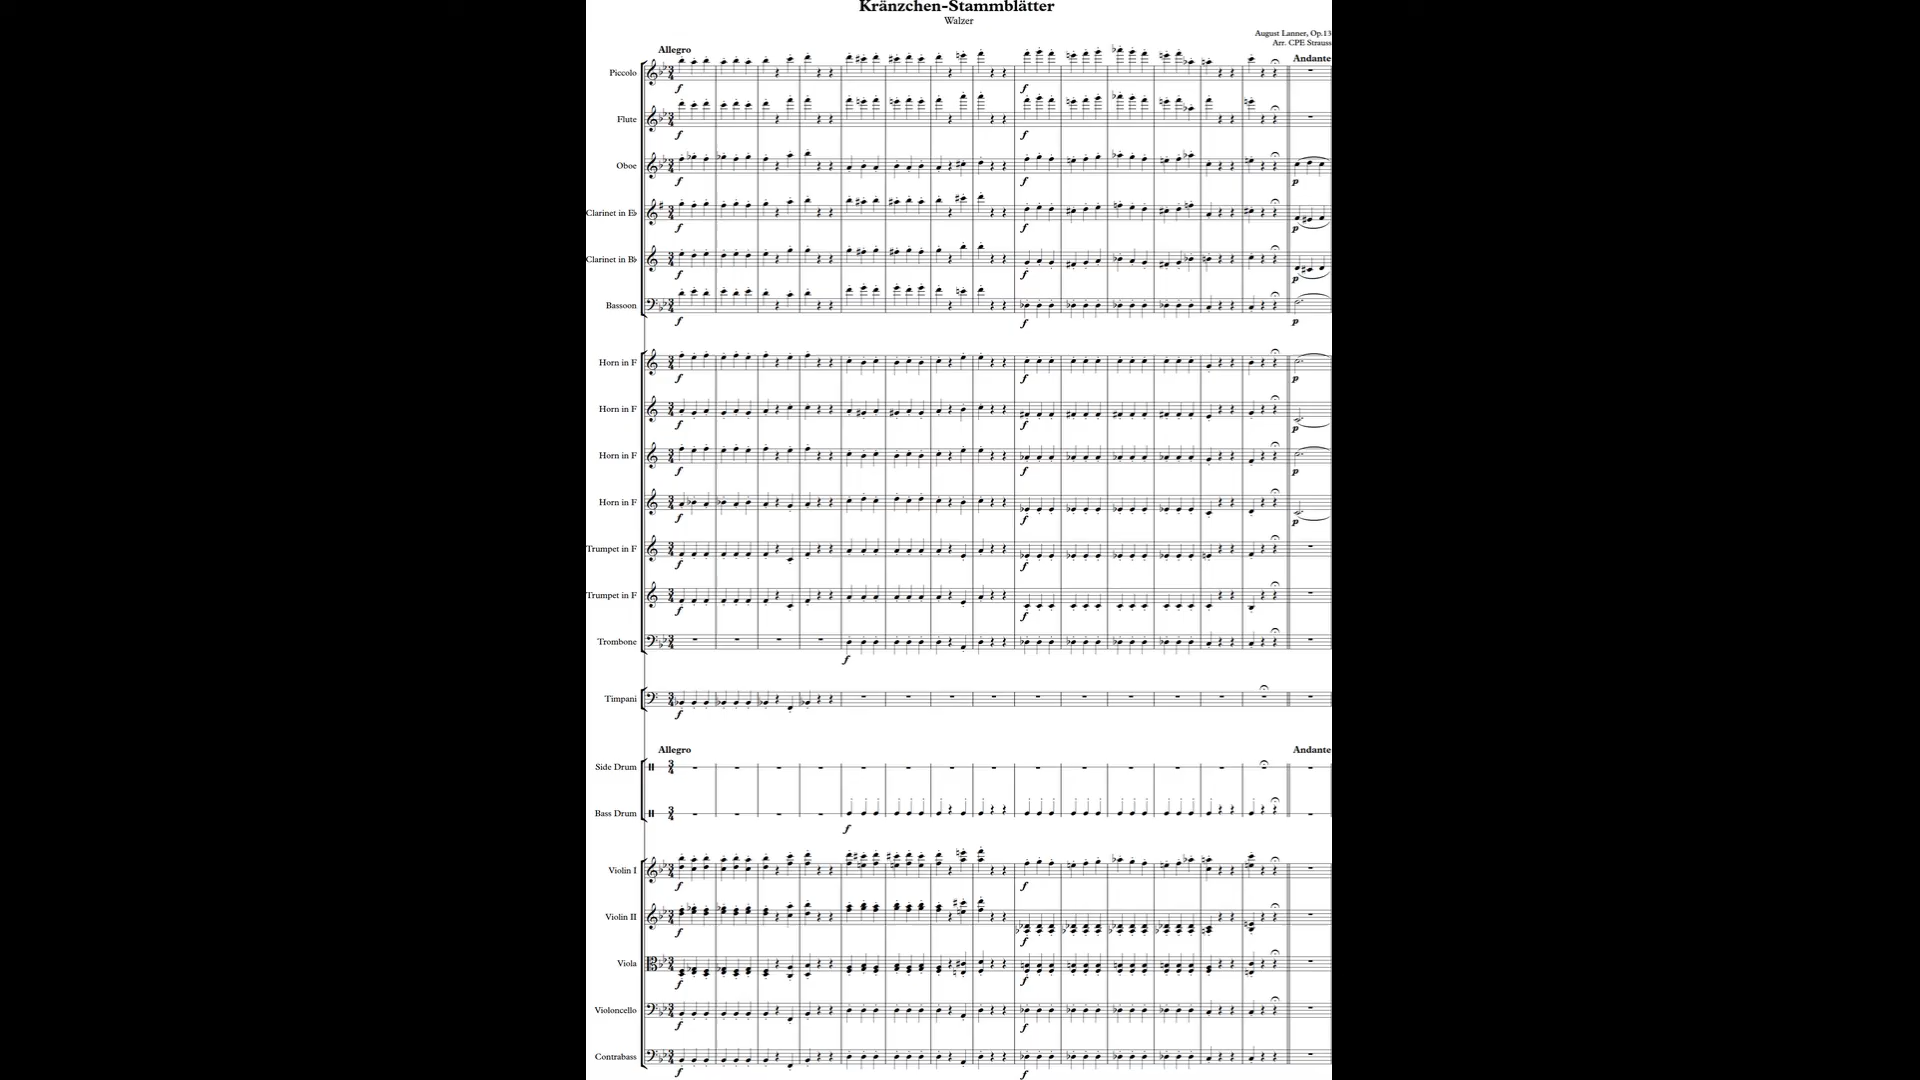 Kränzchen-Stammblätter
Walzer
August Lanner, Op.13
Arr. CPE Strauss
Allegro
Andante
Piccolo
f
f
Flute
f
f
Oboe
f
f
p
Clarinet in E♭
f
f
p
Clarinet in B♭
f
f
p
Bassoon
f
f
p
Horn in F
f
f
p
Horn in F
f
f
p
Horn in F
f
f
p
Horn in F
f
f
p
Trumpet in F
f
f
Trumpet in F
f
f
Trombone
f
Timpani
f
Allegro
Andante
Side Drum
Bass Drum
f
Violin I
f
f
Violin II
f
f
Viola
f
f
Violoncello
f
f
Contrabass
f
f